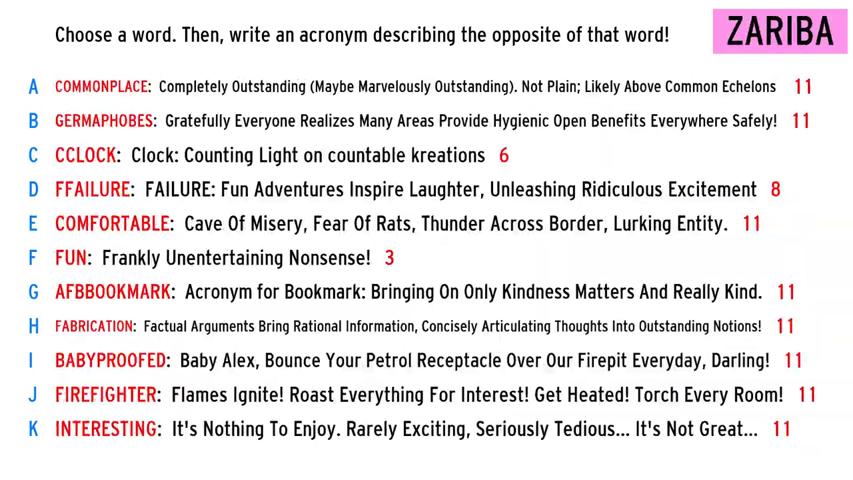 Choose a word. Then, write an acronym describing the opposite of that word!
ZARIBA
A COMMONPLACE: Completely Outstanding (Maybe Marvelously Outstanding). Not Plain; Likely Above Common Echelons 11
B GERMAPHOBES: Gratefully Everyone Realizes Many Areas Provide Hygienic Open Benefits Everywhere Safely! 11
C CCLOCK: Clock: Counting Light on countable kreations 6
D FFAILURE: FAILURE: Fun Adventures Inspire Laughter, Unleashing Ridiculous Excitement 8
E COMFORTABLE: Cave Of Misery, Fear Of Rats, Thunder Across Border, Lurking Entity. 11
F FUN: Frankly Unentertaining Nonsense! 3
G AFBBOOKMARK: Acronym for Bookmark: Bringing On Only Kindness Matters And Really Kind. 11
H FABRICATION: Factual Arguments Bring Rational Information, Concisely Articulating Thoughts Into Outstanding Notions! 11
I BABYPROOFED: Baby Alex, Bounce Your Petrol Receptacle Over Our Firepit Everyday, Darling! 11
J FIREFIGHTER: Flames Ignite! Roast Everything For Interest! Get Heated! Torch Every Room! 11
K INTERESTING: It's Nothing To Enjoy. Rarely Exciting, Seriously Tedious... It's Not Great... 11